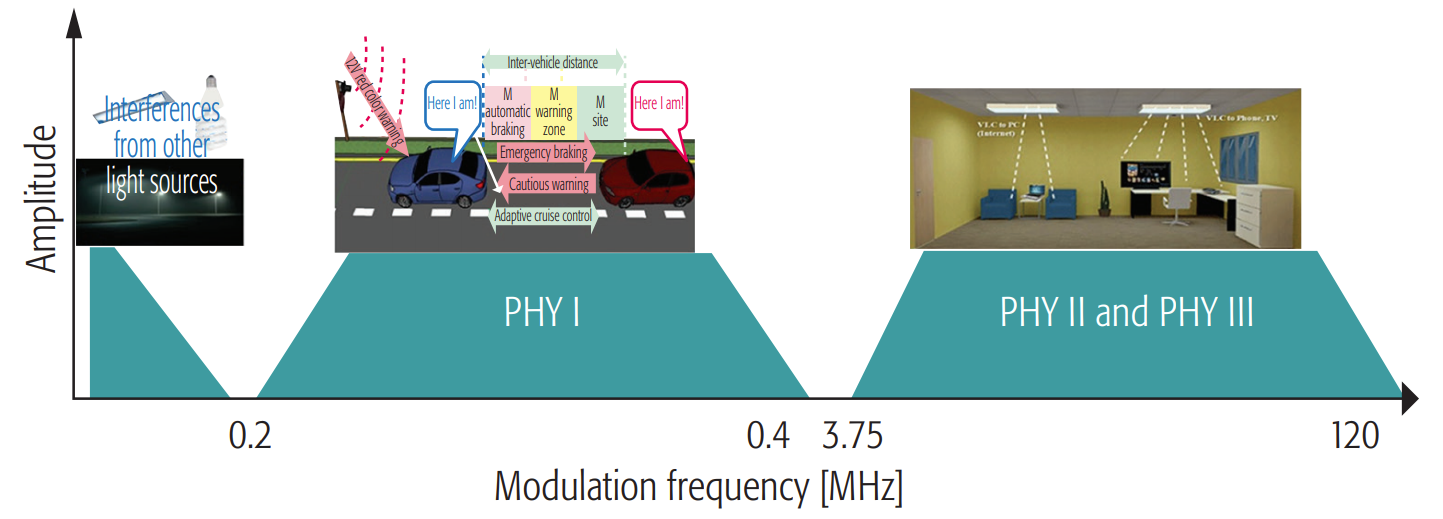 Amplitude
Interferences
from other
light sources
12V red color warning
Here I am!
Inter-vehicle distance
M
automatic
braking
M
warning
zone
M
site
Here I am!
Emergency braking
Cautious warning
Adaptive cruise control
VLC to PC
(Internet)
VLC to Phone, TV
PHY I
PHY II and PHY III
0.2
0.4
3.75
120
Modulation frequency [MHz]